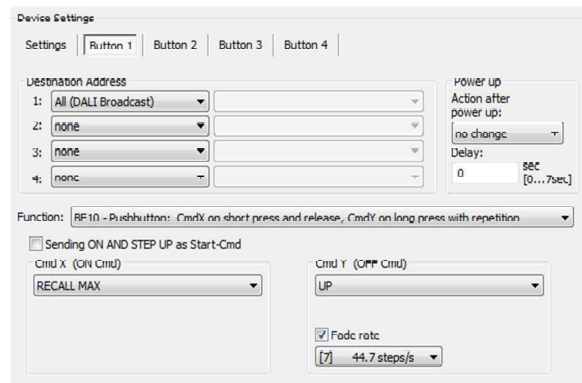 Device Settings
Settings Button 1 Button 2 Button 3 Button 4
Destination Address
1: All (DALI Broadcast)
2: none
3: none
4: none
Power up
Action after
power up:
no change
Delay:
0 sec
[0...7sec]
Function: BF10 - Pushbutton: CmdX on short press and release, CmdY on long press with repetition
Sending ON AND STEP UP as Start-Cmd
Cmd X (ON Cmd)
RECALL MAX
Cmd Y (OFF Cmd)
UP
Fade rate
[7] 44.7 steps/s